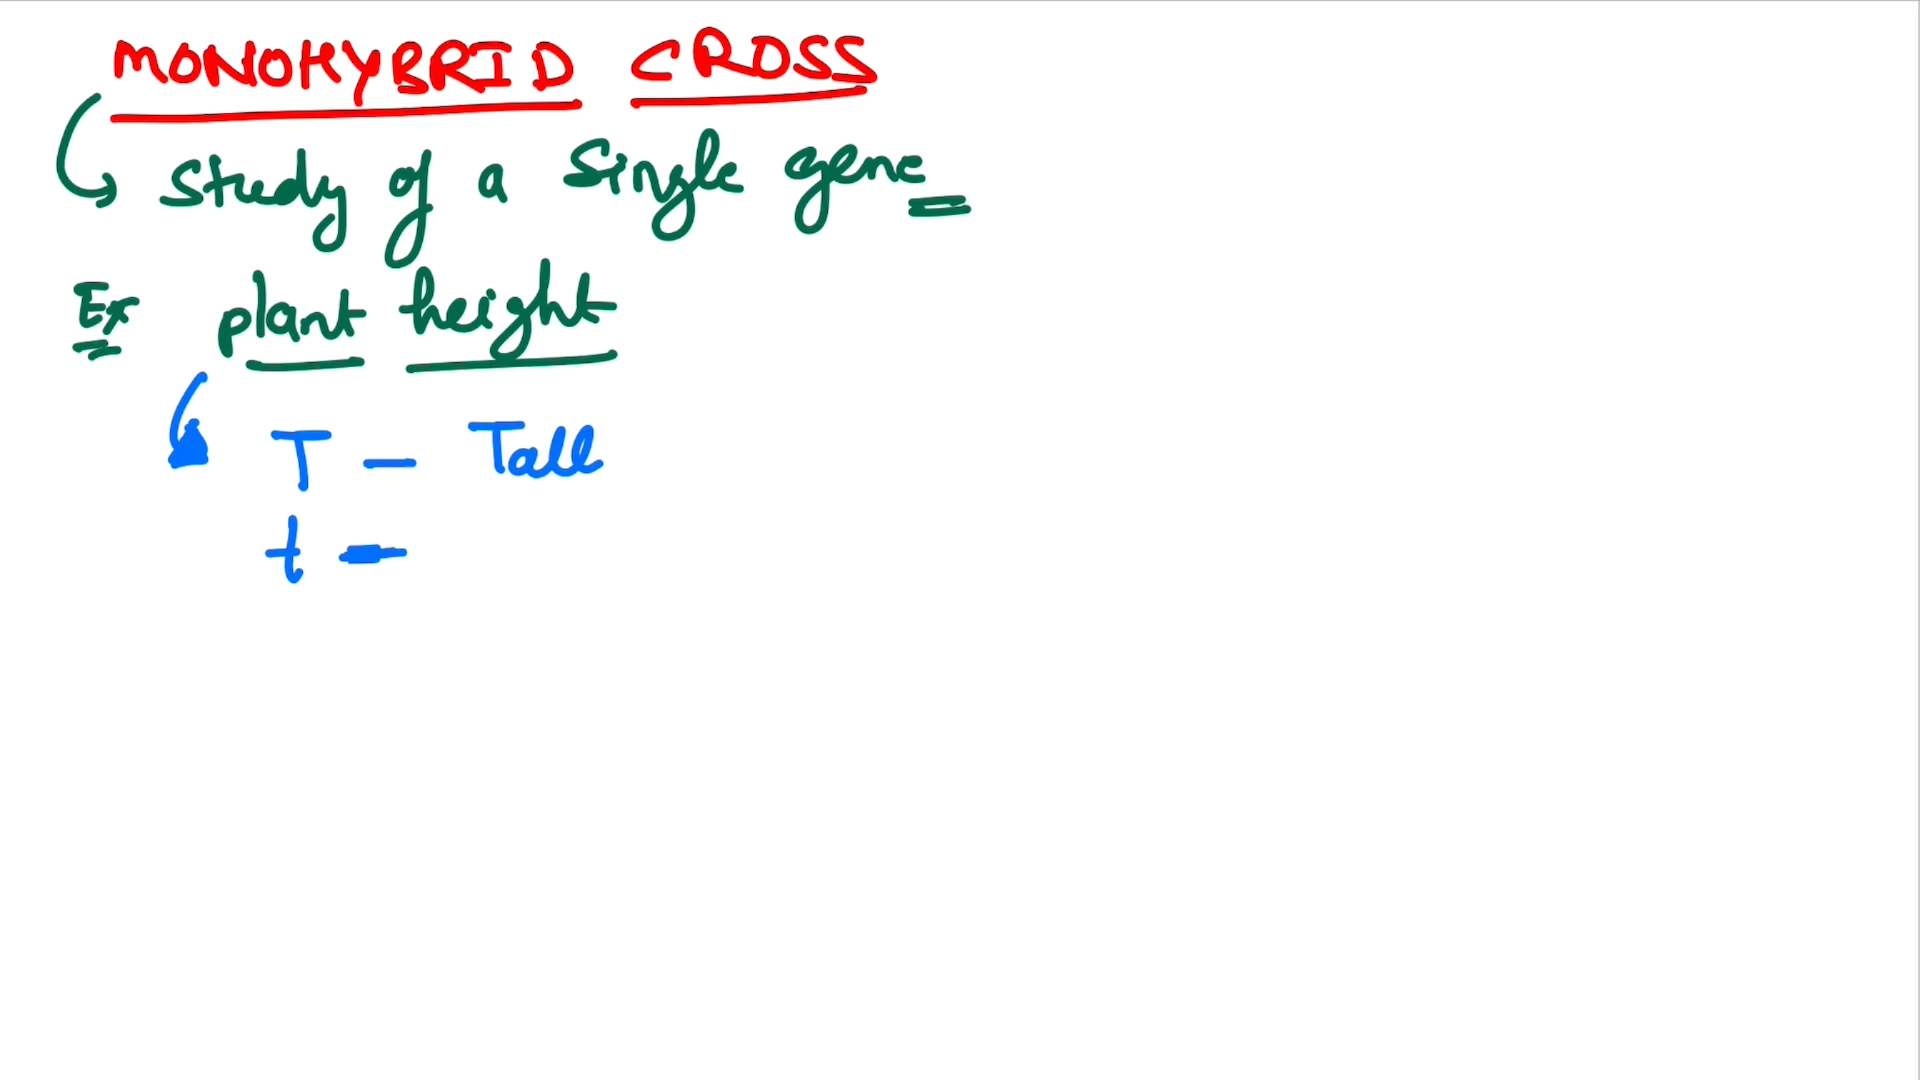 MONOHYBRID CROSS
Study of a Single gene
Ex plant height
T - Tall
t -